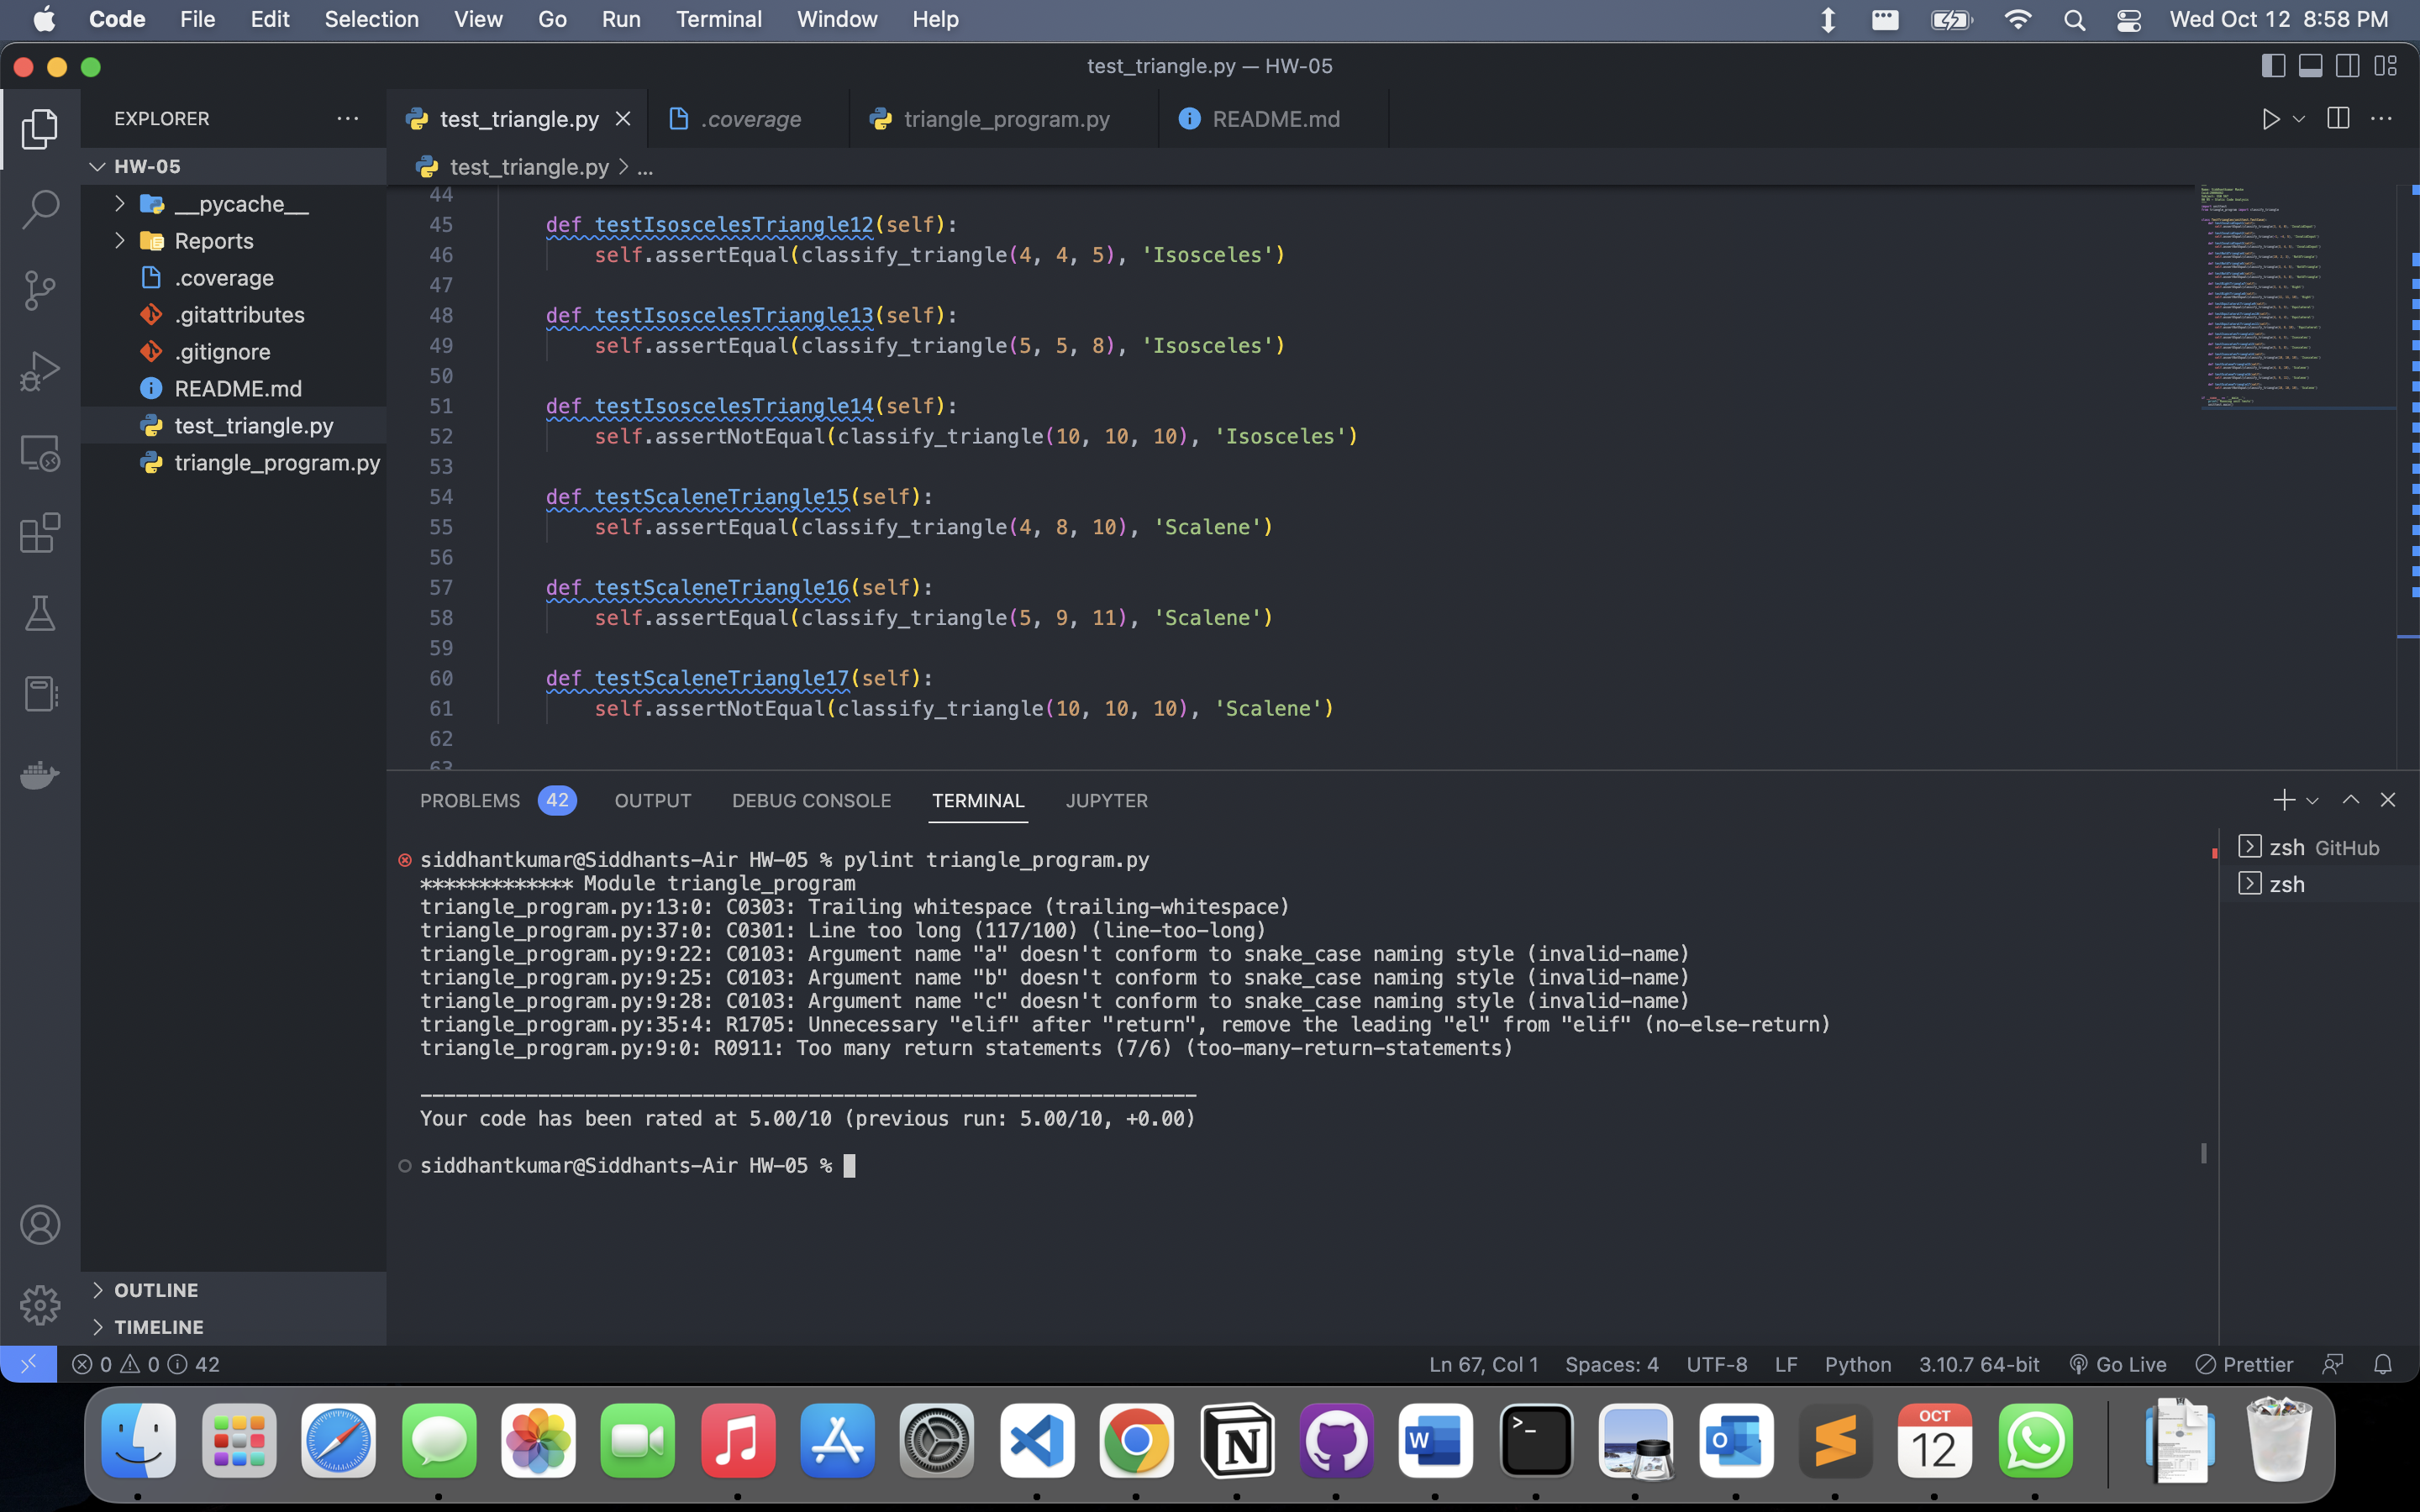 Code File Edit Selection View Go Run Terminal Window Help Wed Oct 12 8:58 PM
test_triangle.py — HW-05
EXPLORER
test_triangle.py .coverage triangle_program.py README.md
HW-05
test_triangle.py > ...
__pycache__
Reports
.coverage
.gitattributes
.gitignore
README.md
test_triangle.py
triangle_program.py
44
45 def testIsoscelesTriangle12(self):
46 self.assertEqual(classify_triangle(4, 4, 5), 'Isosceles')
47
48 def testIsoscelesTriangle13(self):
49 self.assertEqual(classify_triangle(5, 5, 8), 'Isosceles')
50
51 def testIsoscelesTriangle14(self):
52 self.assertNotEqual(classify_triangle(10, 10, 10), 'Isosceles')
53
54 def testScaleneTriangle15(self):
55 self.assertEqual(classify_triangle(4, 8, 10), 'Scalene')
56
57 def testScaleneTriangle16(self):
58 self.assertEqual(classify_triangle(5, 9, 11), 'Scalene')
59
60 def testScaleneTriangle17(self):
61 self.assertNotEqual(classify_triangle(10, 10, 10), 'Scalene')
62
63
PROBLEMS 42 OUTPUT DEBUG CONSOLE TERMINAL JUPYTER
siddhantkumar@Siddhants-Air HW-05 % pylint triangle_program.py
************* Module triangle_program
triangle_program.py:13:0: C0303: Trailing whitespace (trailing-whitespace)
triangle_program.py:37:0: C0301: Line too long (117/100) (line-too-long)
triangle_program.py:9:22: C0103: Argument name "a" doesn't conform to snake_case naming style (invalid-name)
triangle_program.py:9:25: C0103: Argument name "b" doesn't conform to snake_case naming style (invalid-name)
triangle_program.py:9:28: C0103: Argument name "c" doesn't conform to snake_case naming style (invalid-name)
triangle_program.py:35:4: R1705: Unnecessary "elif" after "return", remove the leading "el" from "elif" (no-else-return)
triangle_program.py:9:0: R0911: Too many return statements (7/6) (too-many-return-statements)
------------------------------------------------------------------
Your code has been rated at 5.00/10 (previous run: 5.00/10, +0.00)
siddhantkumar@Siddhants-Air HW-05 %
zsh GitHub
zsh
OUTLINE
TIMELINE
0 0 42 Ln 67, Col 1 Spaces: 4 UTF-8 LF Python 3.10.7 64-bit Go Live Prettier
OCT
12